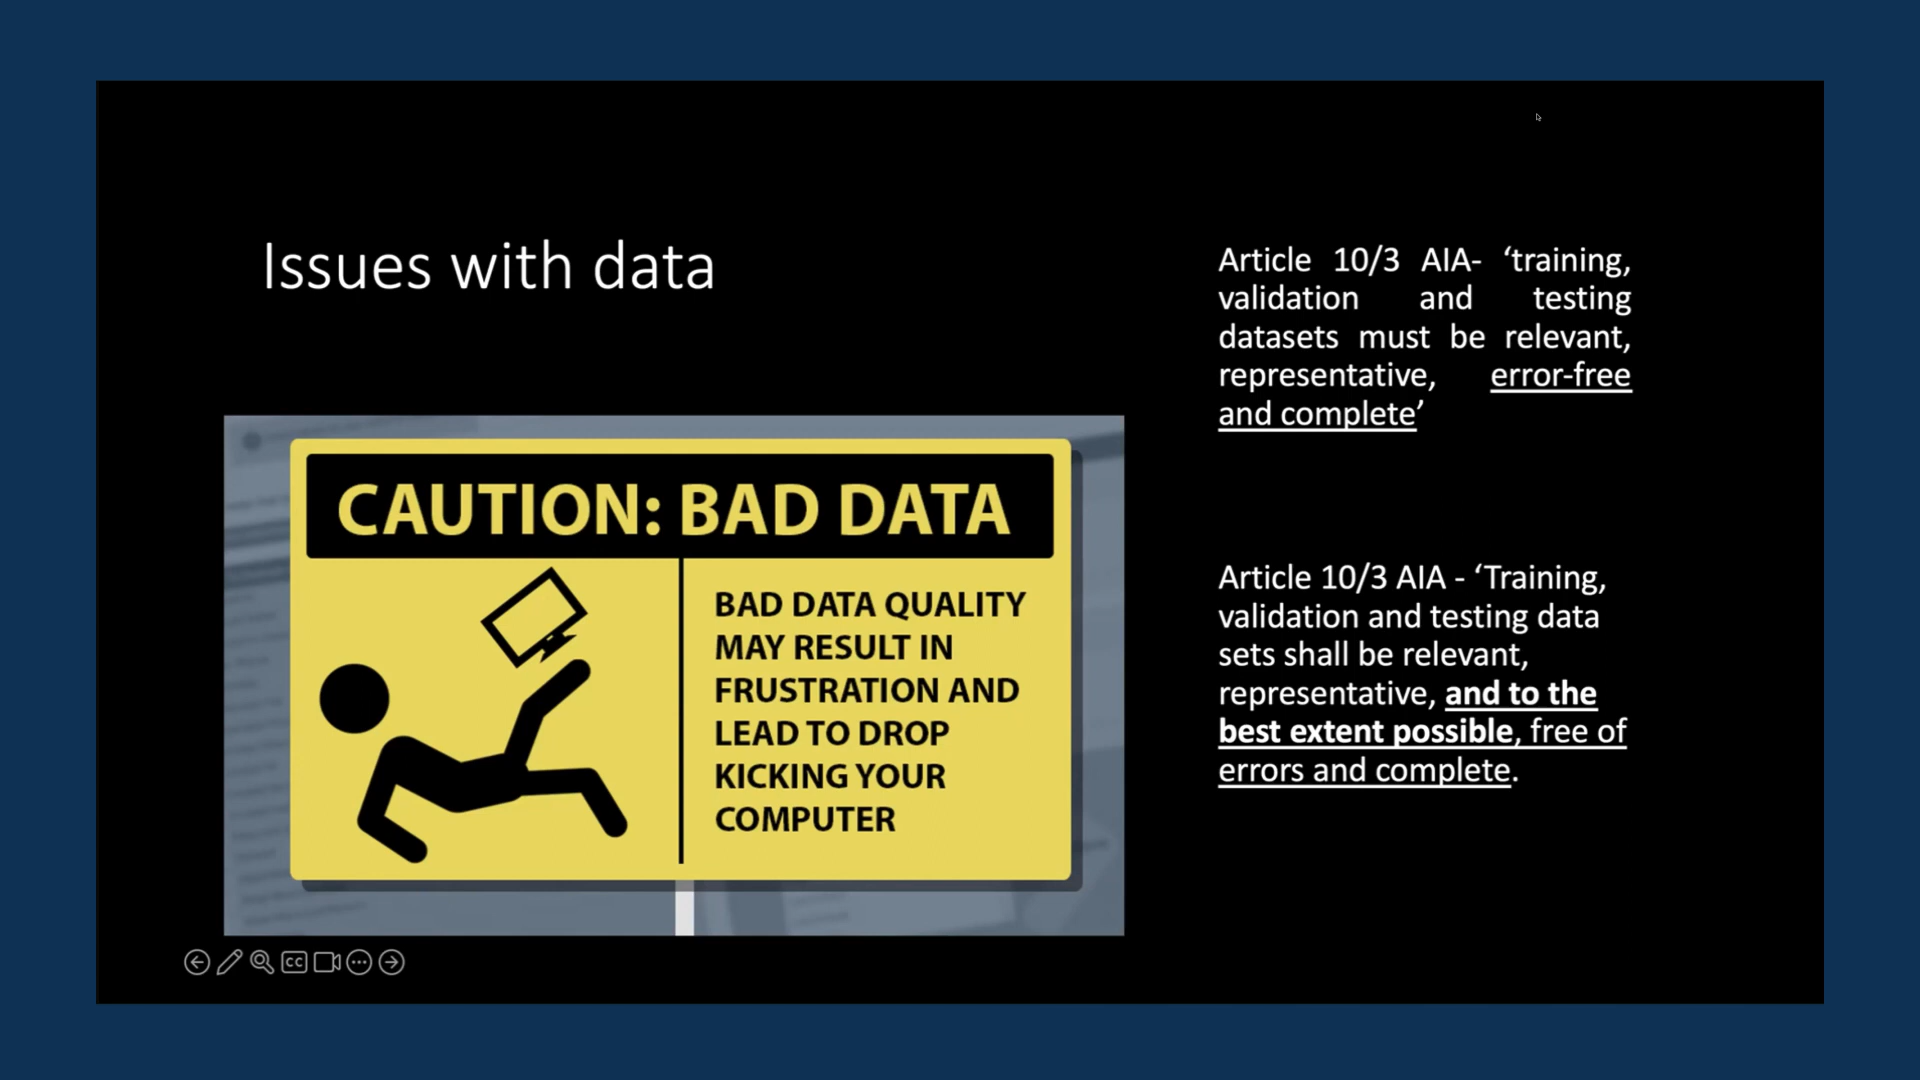 Issues with data
CAUTION: BAD DATA
BAD DATA QUALITY
MAY RESULT IN
FRUSTRATION AND
LEAD TO DROP
KICKING YOUR
COMPUTER
Article 10/3 AIA- ‘training,
validation and testing
datasets must be relevant,
representative, error-free
and complete’
Article 10/3 AIA - ‘Training,
validation and testing data
sets shall be relevant,
representative, and to the
best extent possible, free of
errors and complete.
CC